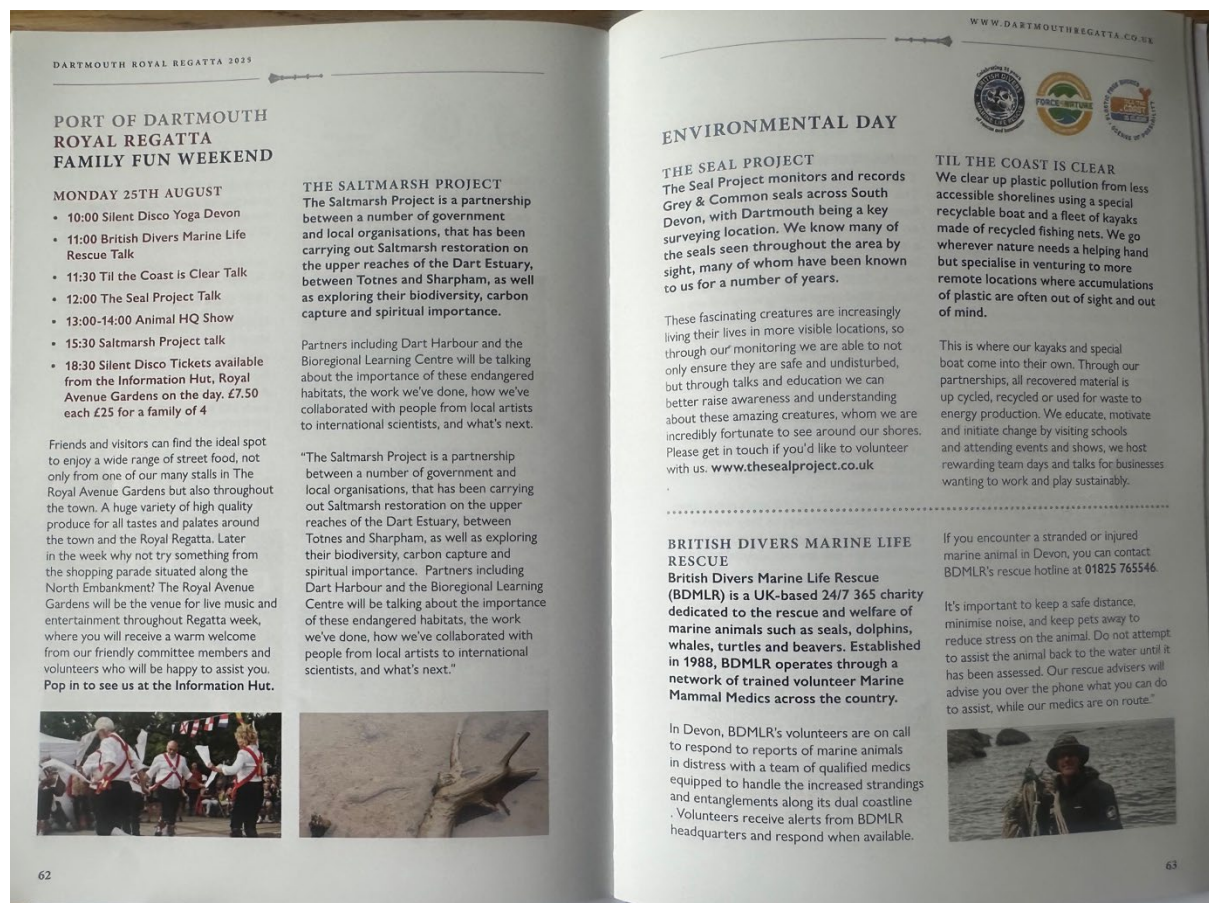 DARTMOUTH ROYAL REGATTA 2025
PORT OF DARTMOUTH
ROYAL REGATTA
FAMILY FUN WEEKEND
MONDAY 25TH AUGUST
• 10:00 Silent Disco Yoga Devon
• 11:00 British Divers Marine Life
Rescue Talk
• 11:30 Til the Coast is Clear Talk
• 12:00 The Seal Project Talk
• 13:00-14:00 Animal HQ Show
• 15:30 Saltmarsh Project talk
• 18:30 Silent Disco Tickets available
from the Information Hut, Royal
Avenue Gardens on the day. £7.50
each £25 for a family of 4
Friends and visitors can find the ideal spot
to enjoy a wide range of street food, not
only from one of our many stalls in The
Royal Avenue Gardens but also throughout
the town. A huge variety of high quality
produce for all tastes and palates around
the town and the Royal Regatta. Later
in the week why not try something from
the shopping parade situated along the
North Embankment? The Royal Avenue
Gardens will be the venue for live music and
entertainment throughout Regatta week,
where you will receive a warm welcome
from our friendly committee members and
volunteers who will be happy to assist you.
Pop in to see us at the Information Hut.
THE SALTMARSH PROJECT
The Saltmarsh Project is a partnership
between a number of government
and local organisations, that has been
carrying out Saltmarsh restoration on
the upper reaches of the Dart Estuary,
between Totnes and Sharpham, as well
as exploring their biodiversity, carbon
capture and spiritual importance.
Partners including Dart Harbour and the
Bioregional Learning Centre will be talking
about the importance of these endangered
habitats, the work we've done, how we've
collaborated with people from local artists
to international scientists, and what's next.
"The Saltmarsh Project is a partnership
between a number of government and
local organisations, that has been carrying
out Saltmarsh restoration on the upper
reaches of the Dart Estuary, between
Totnes and Sharpham, as well as exploring
their biodiversity, carbon capture and
spiritual importance. Partners including
Dart Harbour and the Bioregional Learning
Centre will be talking about the importance
of these endangered habitats, the work
we've done, how we've collaborated with
people from local artists to international
scientists, and what's next."
62
WWW.DARTMOUTHREGATTA.CO.UK
BRITISH DIVERS
MARINE LIFE RESCUE
FORCE NATURE
TIL THE
COAST
IS CLEAR
ENVIRONMENTAL DAY
THE SEAL PROJECT
The Seal Project monitors and records
Grey & Common seals across South
Devon, with Dartmouth being a key
surveying location. We know many of
the seals seen throughout the area by
sight, many of whom have been known
to us for a number of years.
These fascinating creatures are increasingly
living their lives in more visible locations, so
through our monitoring we are able to not
only ensure they are safe and undisturbed,
but through talks and education we can
better raise awareness and understanding
about these amazing creatures, whom we are
incredibly fortunate to see around our shores.
Please get in touch if you'd like to volunteer
with us. www.thesealproject.co.uk
.
TIL THE COAST IS CLEAR
We clear up plastic pollution from less
accessible shorelines using a special
recyclable boat and a fleet of kayaks
made of recycled fishing nets. We go
wherever nature needs a helping hand
but specialise in venturing to more
remote locations where accumulations
of plastic are often out of sight and out
of mind.
This is where our kayaks and special
boat come into their own. Through our
partnerships, all recovered material is
up cycled, recycled or used for waste to
energy production. We educate, motivate
and initiate change by visiting schools
and attending events and shows, we host
rewarding team days and talks for businesses
wanting to work and play sustainably.
BRITISH DIVERS MARINE LIFE
RESCUE
British Divers Marine Life Rescue
(BDMLR) is a UK-based 24/7 365 charity
dedicated to the rescue and welfare of
marine animals such as seals, dolphins,
whales, turtles and beavers. Established
in 1988, BDMLR operates through a
network of trained volunteer Marine
Mammal Medics across the country.
In Devon, BDMLR's volunteers are on call
to respond to reports of marine animals
in distress with a team of qualified medics
equipped to handle the increased strandings
and entanglements along its dual coastline
. Volunteers receive alerts from BDMLR
headquarters and respond when available.
If you encounter a stranded or injured
marine animal in Devon, you can contact
BDMLR's rescue hotline at 01825 765546.
It's important to keep a safe distance,
minimise noise, and keep pets away to
reduce stress on the animal. Do not attempt
to assist the animal back to the water until it
has been assessed. Our rescue advisers will
advise you over the phone what you can do
to assist, while our medics are on route."
63